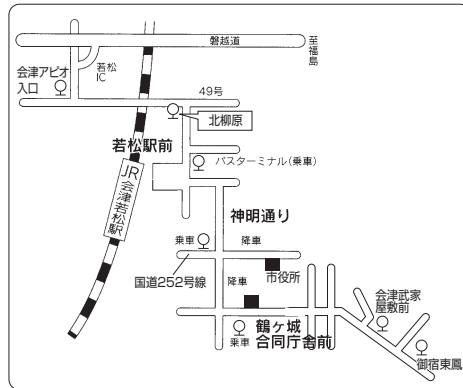 磐越道
至福島
若松
IC
会津アピオ
入口
49号
北柳原
若松駅前
バスターミナル(乗車)
JR会津若松駅
神明通り
乗車
降車
国道252号線
市役所
降車
会津武家
屋敷前
鶴ヶ城
合同庁舎前
乗車
御宿東鳳